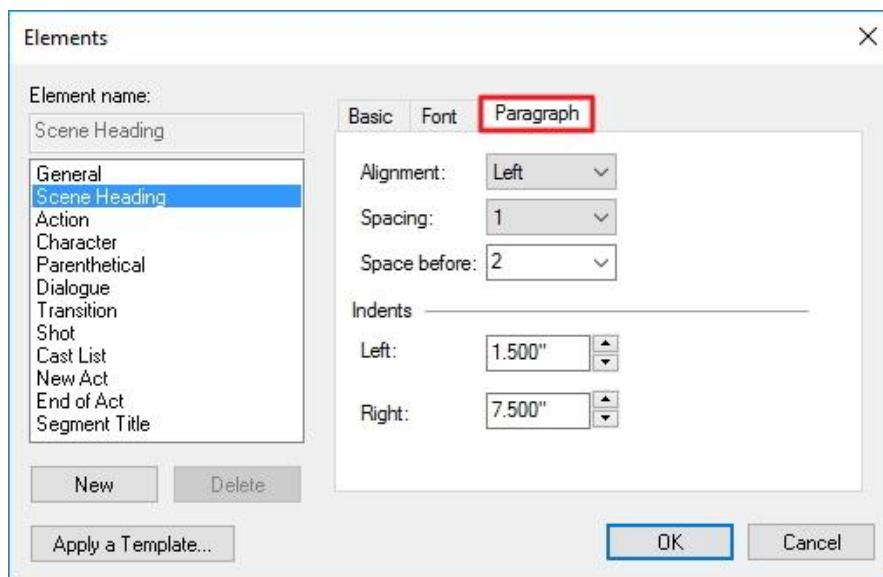 Elements
Element name:
Scene Heading
General
Scene Heading
Action
Character
Parenthetical
Dialogue
Transition
Shot
Cast List
New Act
End of Act
Segment Title
New Delete
Apply a Template...
Basic Font Paragraph
Alignment: Left
Spacing: 1
Space before: 2
Indents
Left: 1.500"
Right: 7.500"
OK Cancel